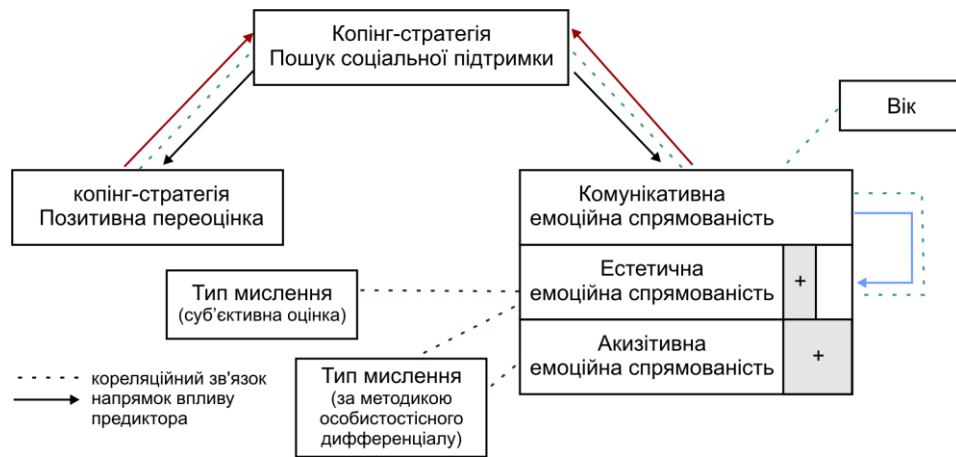 Копінг-стратегія
Пошук соціальної підтримки
Вік
копінг-стратегія
Позитивна переоцінка
Комунікативна
емоційна спрямованість
Естетична
емоційна спрямованість
+
Тип мислення
(суб'єктивна оцінка)
Акизітивна
емоційна спрямованість
+
Тип мислення
(за методикою
особистостісного
дифференціалу)
кореляційний зв'язок
напрямок впливу
предиктора